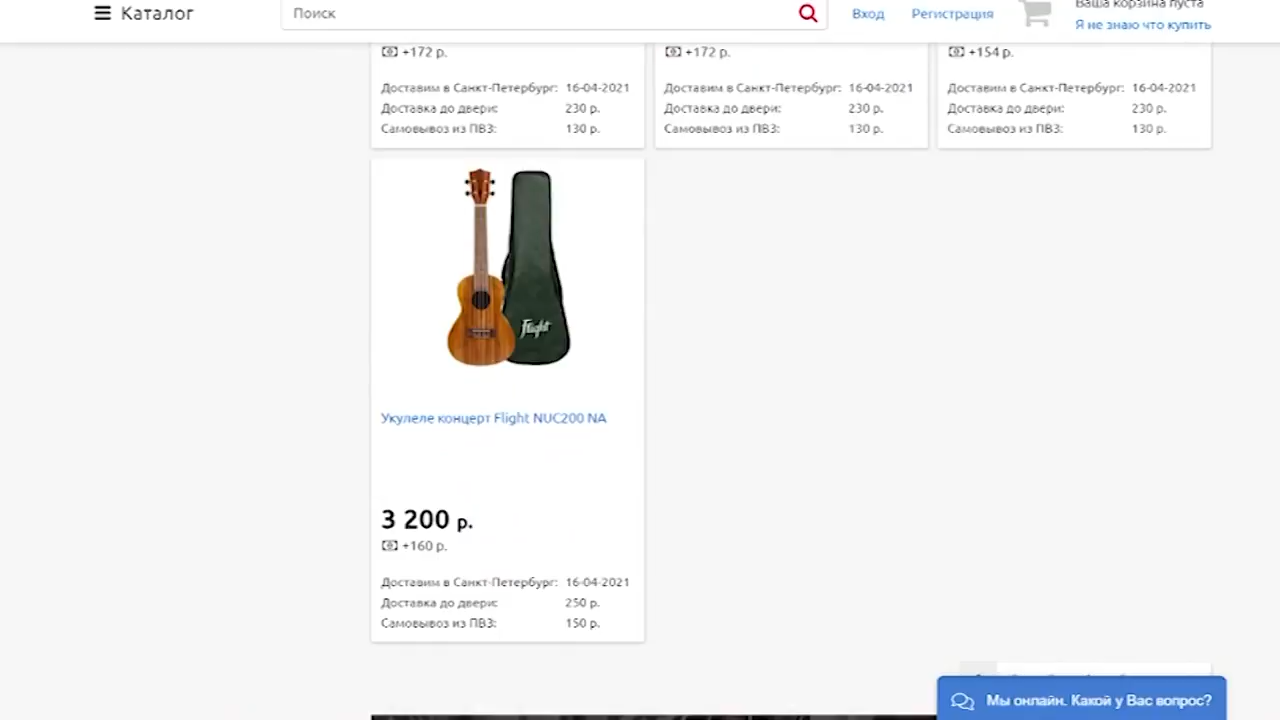 Каталог
Поиск
Вход
Регистрация
Ваша корзина пуста
Я не знаю что купить
+172 р.
Доставим в Санкт-Петербург: 16-04-2021
Доставка до двери: 230 р.
Самовывоз из ПВЗ: 130 р.
+172 р.
Доставим в Санкт-Петербург: 16-04-2021
Доставка до двери: 230 р.
Самовывоз из ПВЗ: 130 р.
+154 р.
Доставим в Санкт-Петербург: 16-04-2021
Доставка до двери: 230 р.
Самовывоз из ПВЗ: 130 р.
Flight
Укулеле концерт Flight NUC200 NA
3 200 р.
+160 р.
Доставим в Санкт-Петербург: 16-04-2021
Доставка до двери: 250 р.
Самовывоз из ПВЗ: 150 р.
Мы онлайн. Какой у Вас вопрос?